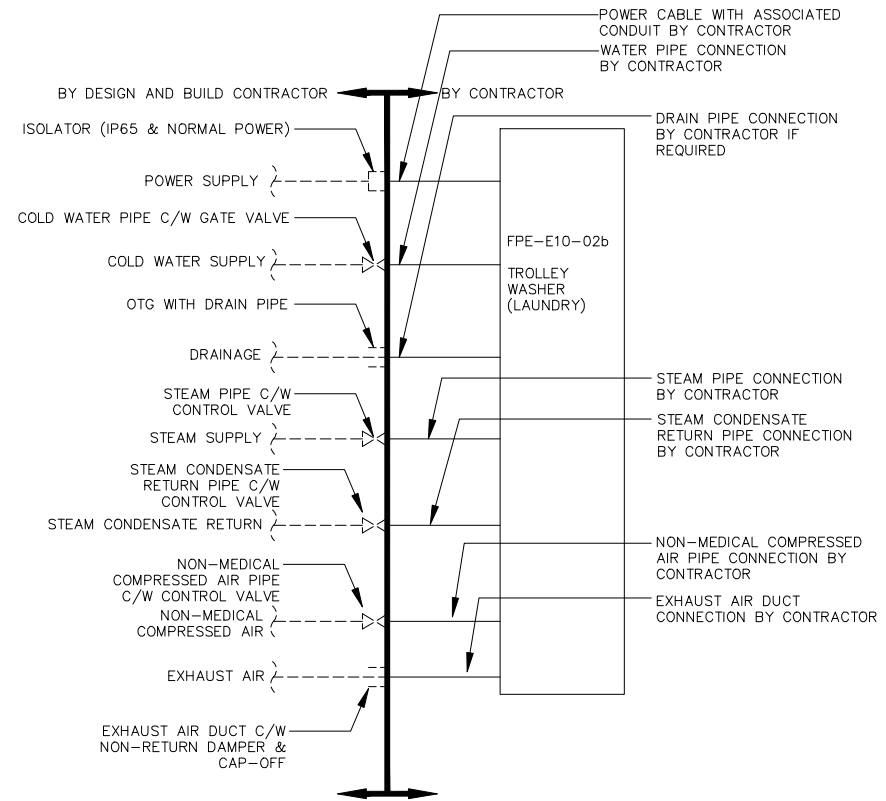 POWER CABLE WITH ASSOCIATED
CONDUIT BY CONTRACTOR
WATER PIPE CONNECTION
BY CONTRACTOR
BY DESIGN AND BUILD CONTRACTOR
BY CONTRACTOR
ISOLATOR (IP65 & NORMAL POWER)
DRAIN PIPE CONNECTION
BY CONTRACTOR IF
REQUIRED
POWER SUPPLY
COLD WATER PIPE C/W GATE VALVE
COLD WATER SUPPLY
FPE-E10-02b
TROLLEY
WASHER
(LAUNDRY)
OTG WITH DRAIN PIPE
DRAINAGE
STEAM PIPE C/W
CONTROL VALVE
STEAM SUPPLY
STEAM PIPE CONNECTION
BY CONTRACTOR
STEAM CONDENSATE
RETURN PIPE CONNECTION
BY CONTRACTOR
STEAM CONDENSATE
RETURN PIPE C/W
CONTROL VALVE
STEAM CONDENSATE RETURN
NON-MEDICAL
COMPRESSED AIR PIPE
C/W CONTROL VALVE
NON-MEDICAL
COMPRESSED AIR
NON-MEDICAL COMPRESSED
AIR PIPE CONNECTION BY
CONTRACTOR
EXHAUST AIR DUCT
CONNECTION BY CONTRACTOR
EXHAUST AIR
EXHAUST AIR DUCT C/W
NON-RETURN DAMPER &
CAP-OFF